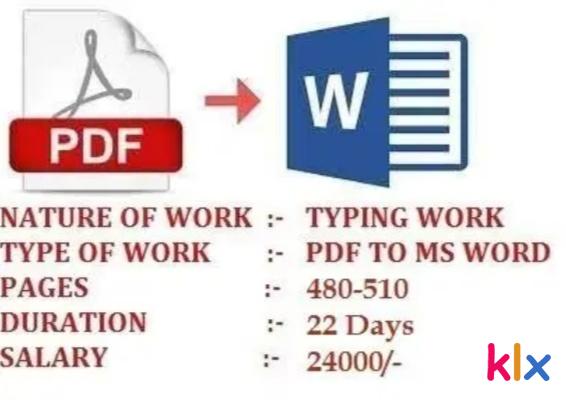 PDF
W
NATURE OF WORK :- TYPING WORK
TYPE OF WORK :- PDF TO MS WORD
PAGES :- 480-510
DURATION :- 22 Days
SALARY :- 24000/-
klx